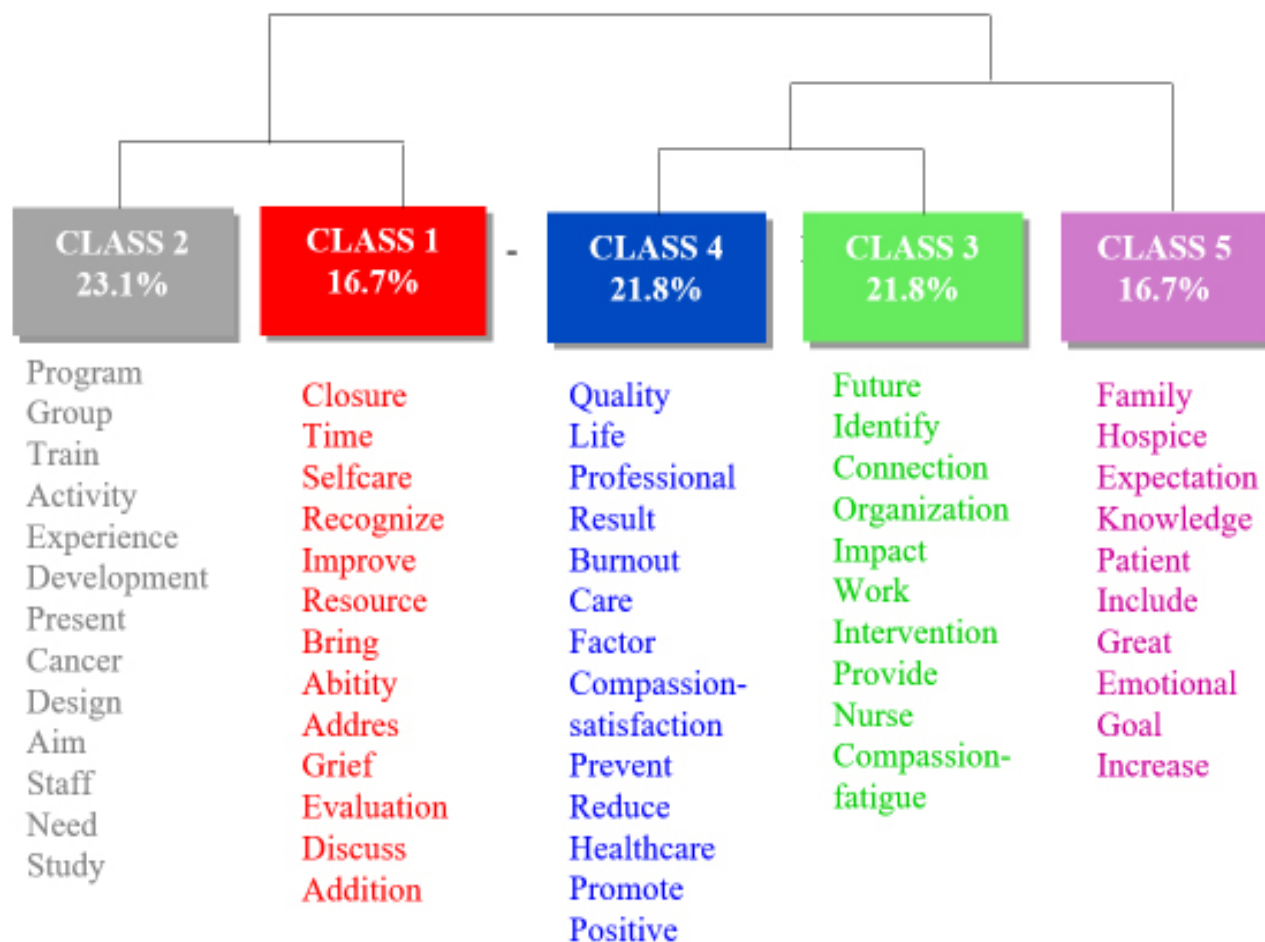 CLASS 2
23.1%
Program
Group
Train
Activity
Experience
Development
Present
Cancer
Design
Aim
Staff
Need
Study
CLASS 1
16.7%
Closure
Time
Selfcare
Recognize
Improve
Resource
Bring
Abitity
Addres
Grief
Evaluation
Discuss
Addition
-
CLASS 4
21.8%
Quality
Life
Professional
Result
Burnout
Care
Factor
Compassion-
satisfaction
Prevent
Reduce
Healthcare
Promote
Positive
CLASS 3
21.8%
Future
Identify
Connection
Organization
Impact
Work
Intervention
Provide
Nurse
Compassion-
fatigue
CLASS 5
16.7%
Family
Hospice
Expectation
Knowledge
Patient
Include
Great
Emotional
Goal
Increase